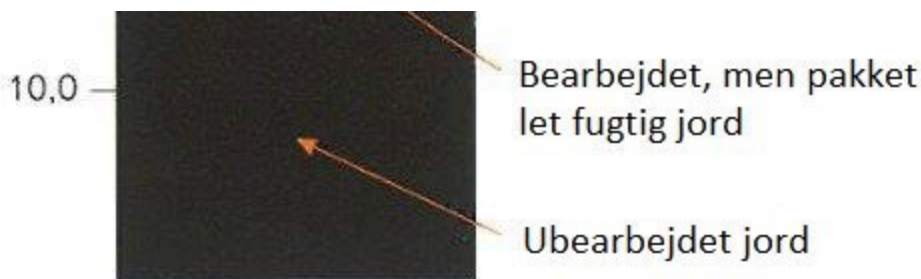 10,0
Bearbejdet, men pakket
let fugtig jord
Ubearbejdet jord